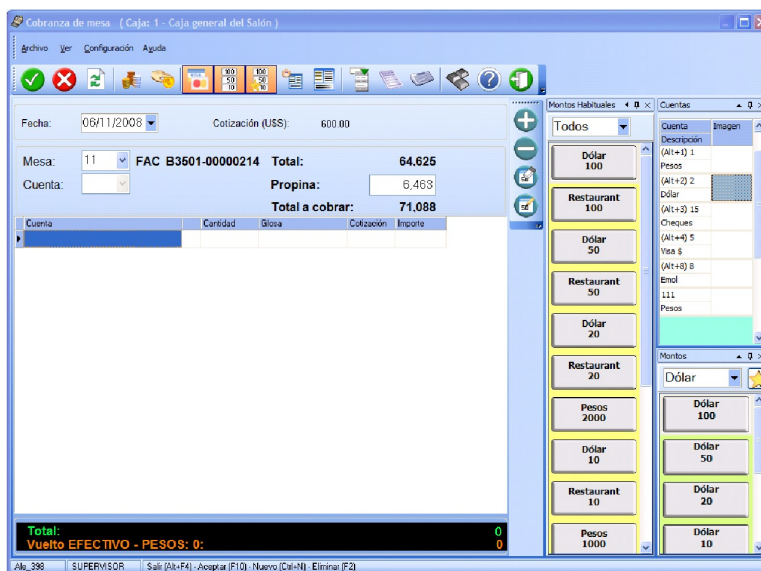 Cobranza de mesa ( Caja: 1 - Caja general del Salón )
Archivo Ver Configuración Ayuda
Fecha: 06/11/2008 Cotización (U$S): 600.00
Mesa: 11 FAC B3501-00000214 Total: 64.625
Cuenta: Propina: 6,463
Total a cobrar: 71.088
Cuenta Cantidad Glosa Cotización Importe
Total: 0
Vuelto EFECTIVO - PESOS: 0: 0
Montos Habituales
Todos
Dólar
100
Restaurant
100
Dólar
50
Restaurant
50
Dólar
20
Restaurant
20
Pesos
2000
Dólar
10
Restaurant
10
Pesos
1000
Cuentas
Cuenta Imagen
Descripción
(Alt+1) 1
Pesos
(Alt+2) 2
Dólar
(Alt+3) 15
Cheques
(Alt+4) 5
Visa $
(Alt+8) 8
Emol
111
Pesos
Montos
Dólar
Dólar
100
Dólar
50
Dólar
20
Dólar
10
Ale_398 SUPERVISOR Salir (Alt+F4) - Aceptar (F10) - Nuevo (Ctrl+N) - Eliminar (F2)